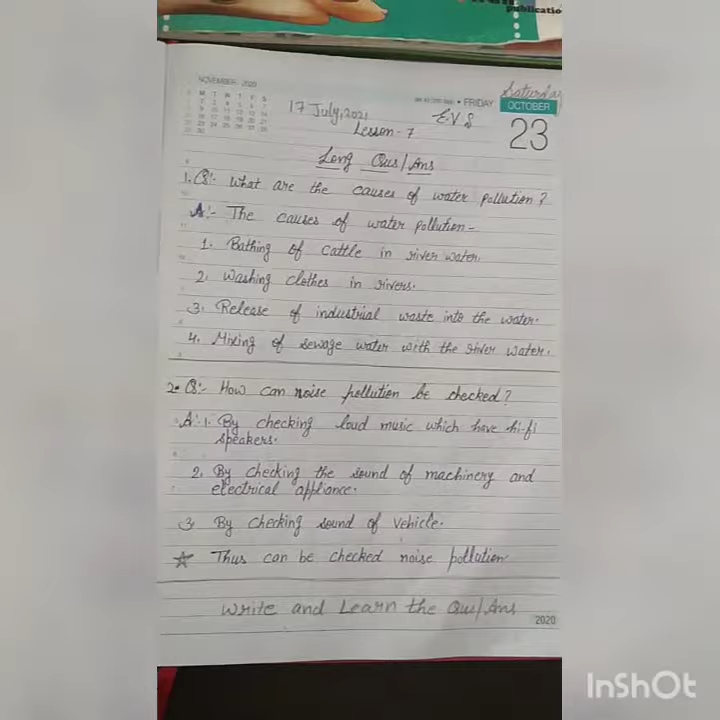 publicatio
NOVEMBER - 2020
M T W T F S
FRIDAY
Saturday
OCTOBER
23
17 July, 2021
E.V.S
Lesson - 7
Long Qus/Ans
1. Q:- What are the causes of water pollution?
A:- The causes of water pollution -
1. Bathing of cattle in river water.
2. Washing clothes in rivers.
3. Release of industrial waste into the water.
4. Mixing of sewage water with the river water.
2. Q:- How can noise pollution be checked?
A:- 1. By checking loud music which have hi-fi
speakers.
2. By checking the sound of machinery and
electrical appliance.
3. By checking sound of vehicle.
Thus can be checked noise pollution.
Write and Learn the Qus/Ans
2020
InShOt